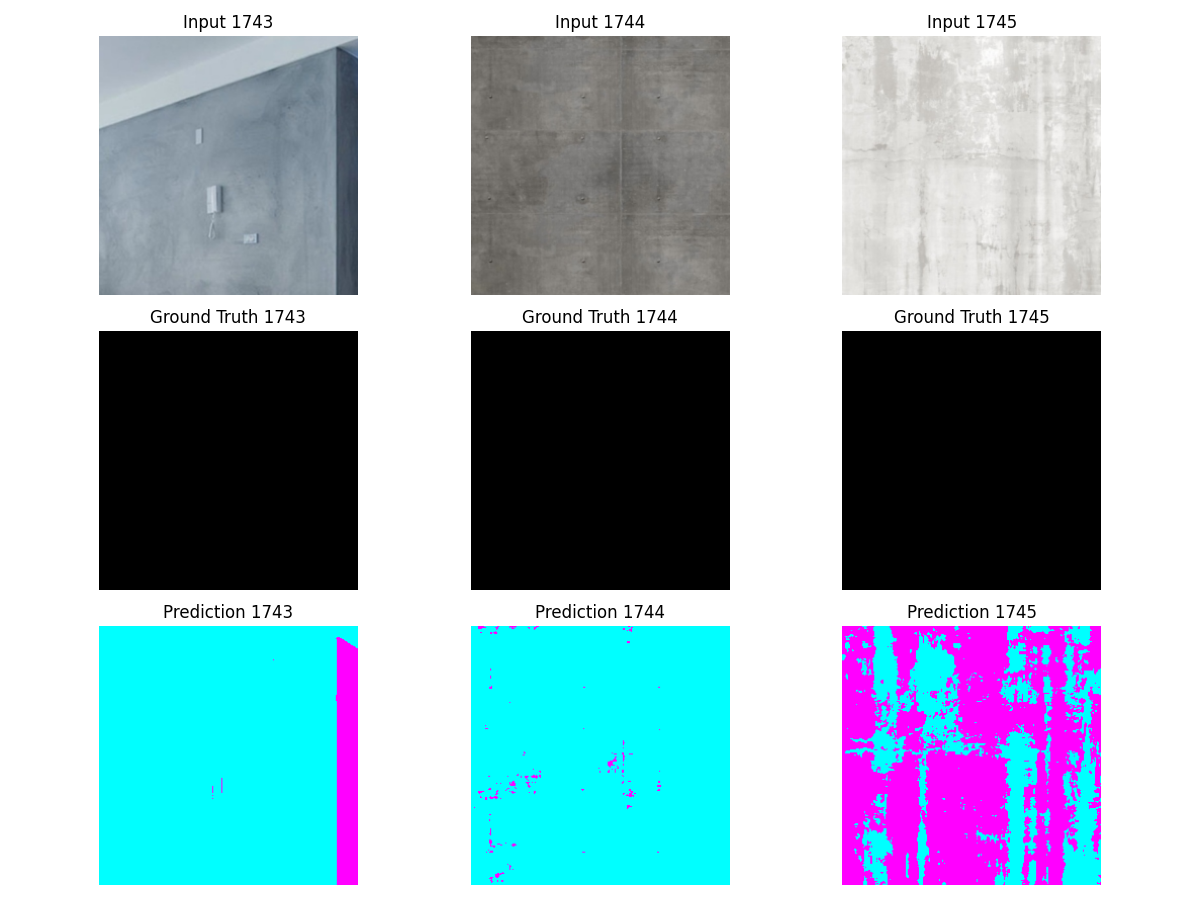 Input 1743
Input 1744
Input 1745
Ground Truth 1743
Ground Truth 1744
Ground Truth 1745
Prediction 1743
Prediction 1744
Prediction 1745